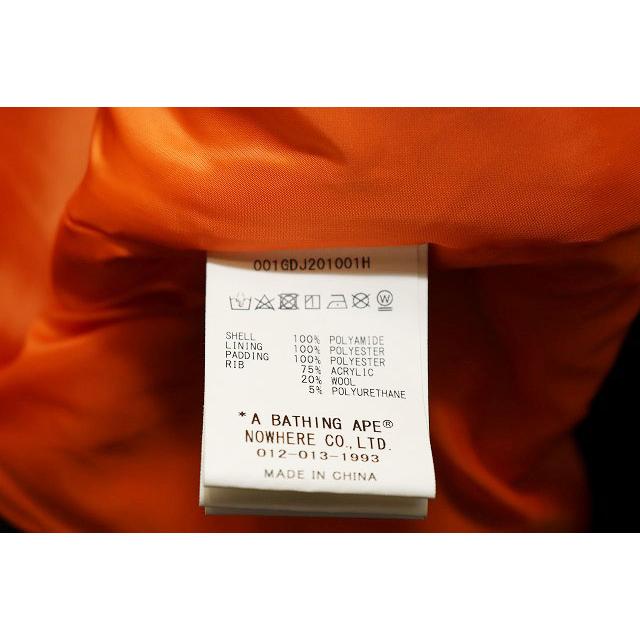 001GDJ201001H
W
SHELL 100% POLYAMIDE
LINING 100% POLYESTER
PADDING 100% POLYESTER
RIB 75% ACRYLIC
20% WOOL
5% POLYURETHANE
*A BATHING APE®
NOWHERE CO.,LTD.
012-013-1993
MADE IN CHINA